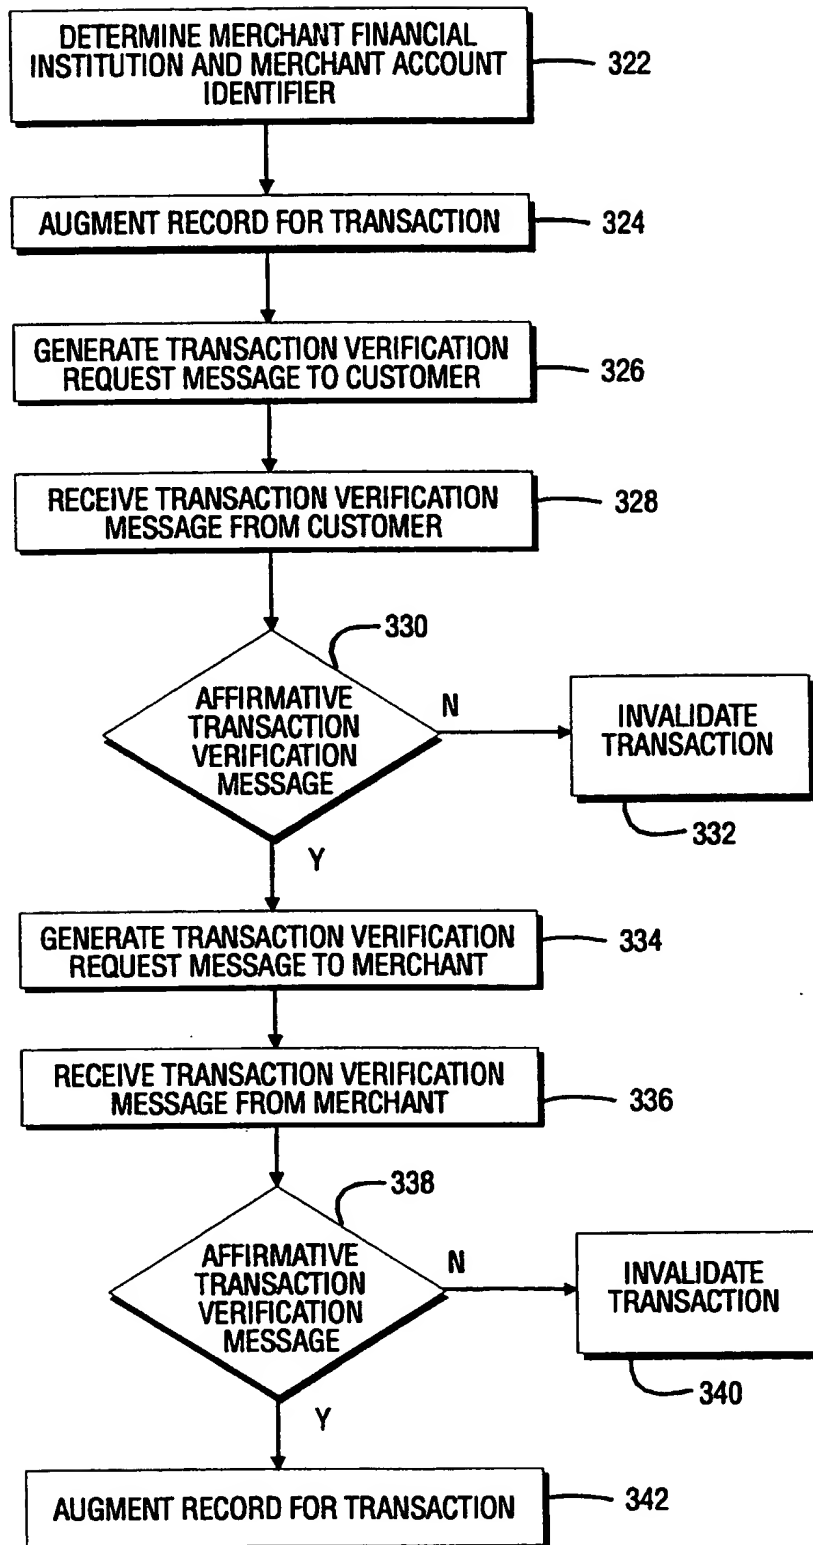 DETERMINE MERCHANT FINANCIAL
INSTITUTION AND MERCHANT ACCOUNT
IDENTIFIER
322
AUGMENT RECORD FOR TRANSACTION
324
GENERATE TRANSACTION VERIFICATION
REQUEST MESSAGE TO CUSTOMER
326
RECEIVE TRANSACTION VERIFICATION
MESSAGE FROM CUSTOMER
328
330
AFFIRMATIVE
TRANSACTION
VERIFICATION
MESSAGE
N
INVALIDATE
TRANSACTION
332
Y
GENERATE TRANSACTION VERIFICATION
REQUEST MESSAGE TO MERCHANT
334
RECEIVE TRANSACTION VERIFICATION
MESSAGE FROM MERCHANT
336
338
AFFIRMATIVE
TRANSACTION
VERIFICATION
MESSAGE
N
INVALIDATE
TRANSACTION
340
Y
AUGMENT RECORD FOR TRANSACTION
342